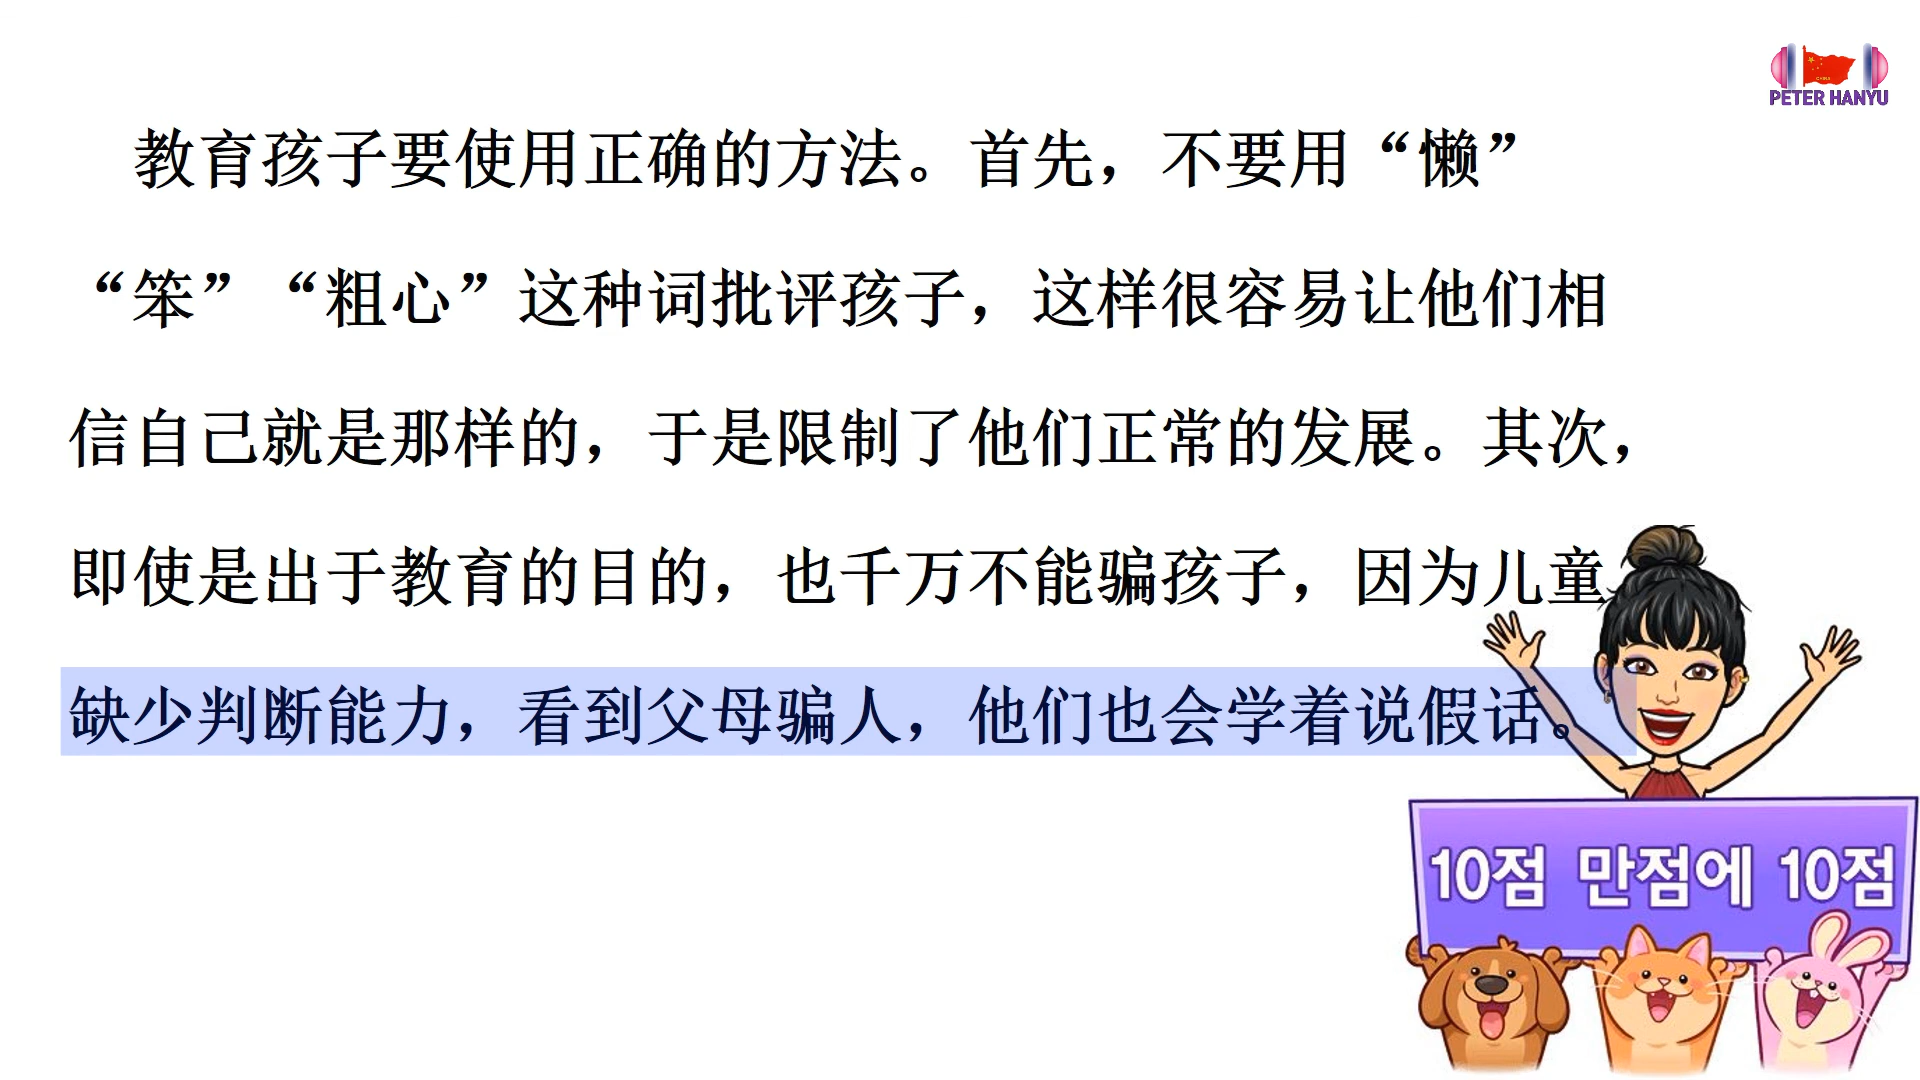 教育孩子要使用正确的方法。首先，不要用“懒”
“笨”“粗心”这种词批评孩子，这样很容易让他们相
信自己就是那样的，于是限制了他们正常的发展。其次，
即使是出于教育的目的，也千万不能骗孩子，因为儿童
缺少判断能力，看到父母骗人，他们也会学着说假话。
CHINA
PETER HANYU
10점 만점에 10점